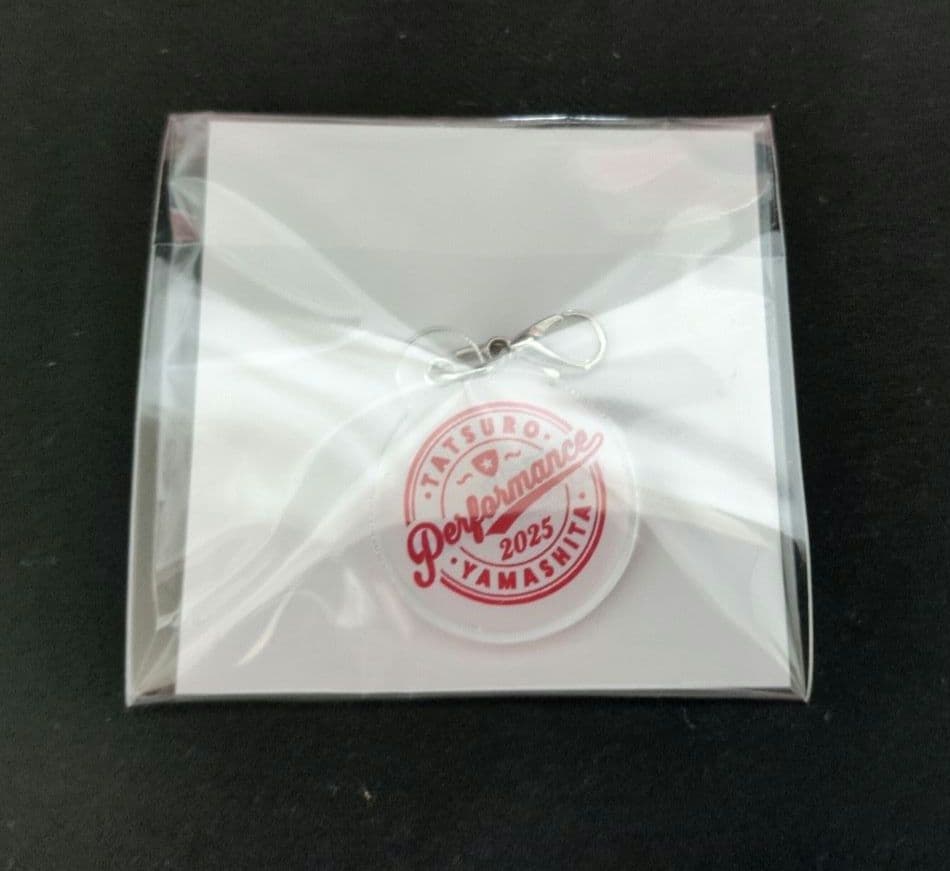 ·TATSURO·
Performance
2025
·YAMASHITA·